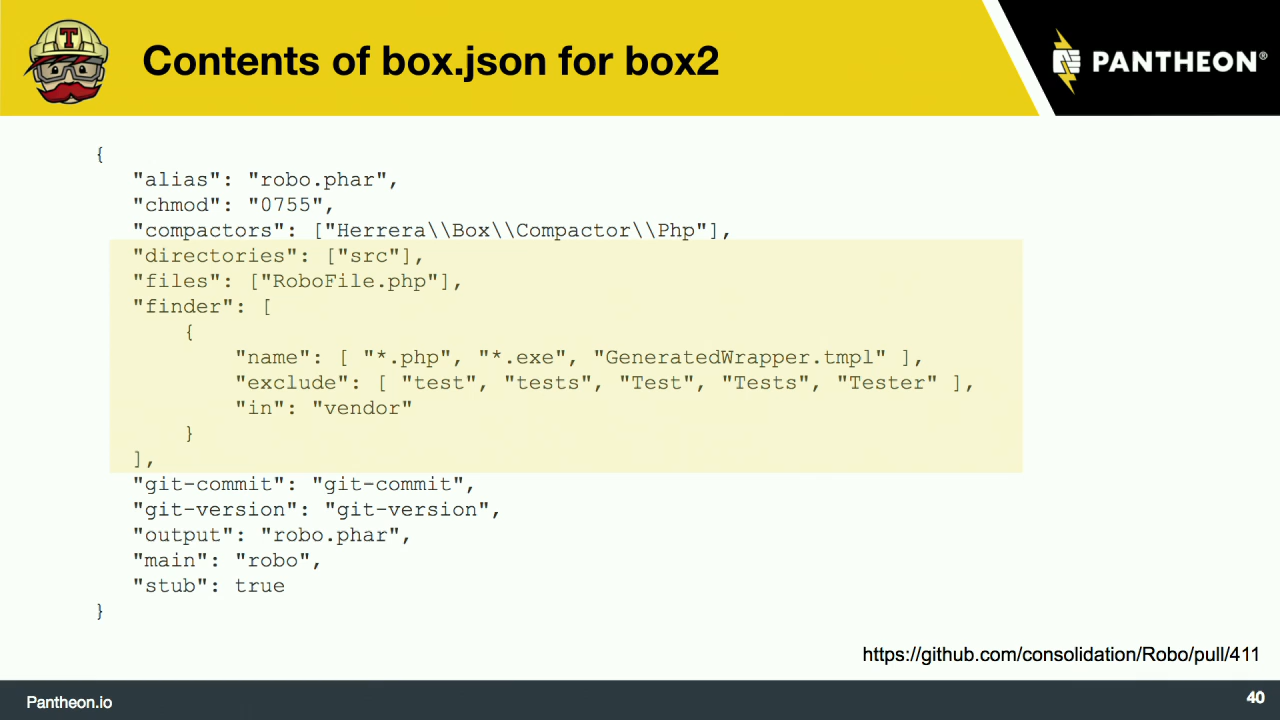 T
Contents of box.json for box2
PANTHEON®
{
"alias": "robo.phar",
"chmod": "0755",
"compactors": ["Herrera\\Box\\Compactor\\Php"],
"directories": ["src"],
"files": ["RoboFile.php"],
"finder": [
{
"name": [ "*.php", "*.exe", "GeneratedWrapper.tmpl" ],
"exclude": [ "test", "tests", "Test", "Tests", "Tester" ],
"in": "vendor"
}
],
"git-commit": "git-commit",
"git-version": "git-version",
"output": "robo.phar",
"main": "robo",
"stub": true
}
https://github.com/consolidation/Robo/pull/411
Pantheon.io
40